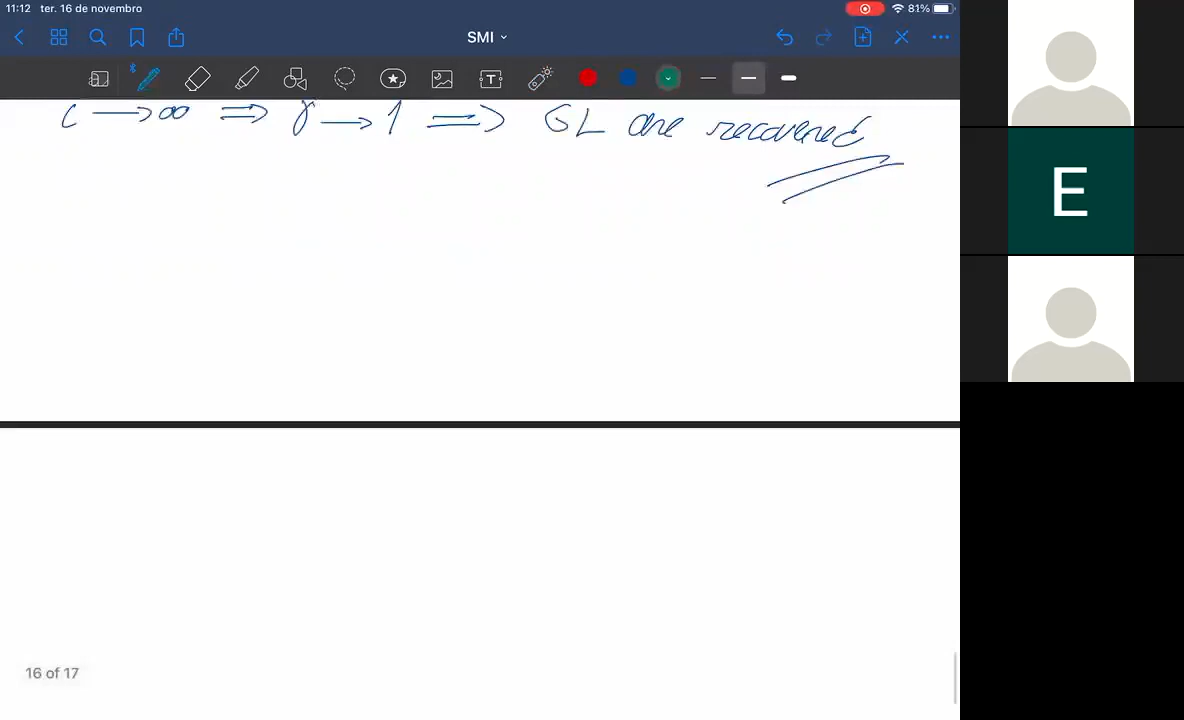 11:12 ter. 16 de novembro
81%
SMI
T
c → ∞ ⇒ γ → 1 ⇒ GL are recovered
E
16 of 17